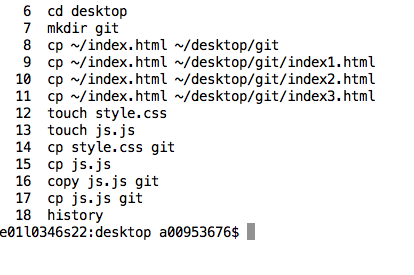 6 cd desktop
7 mkdir git
8 cp ~/index.html ~/desktop/git
9 cp ~/index.html ~/desktop/git/index1.html
10 cp ~/index.html ~/desktop/git/index2.html
11 cp ~/index.html ~/desktop/git/index3.html
12 touch style.css
13 touch js.js
14 cp style.css git
15 cp js.js
16 copy js.js git
17 cp js.js git
18 history
e01l0346s22:desktop a00953676$